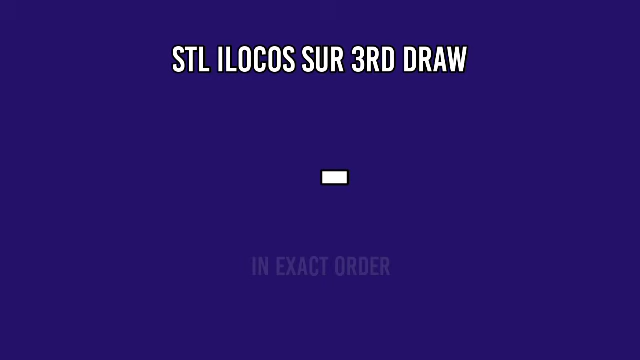 STL ILOCOS SUR 3RD DRAW
-
IN EXACT ORDER